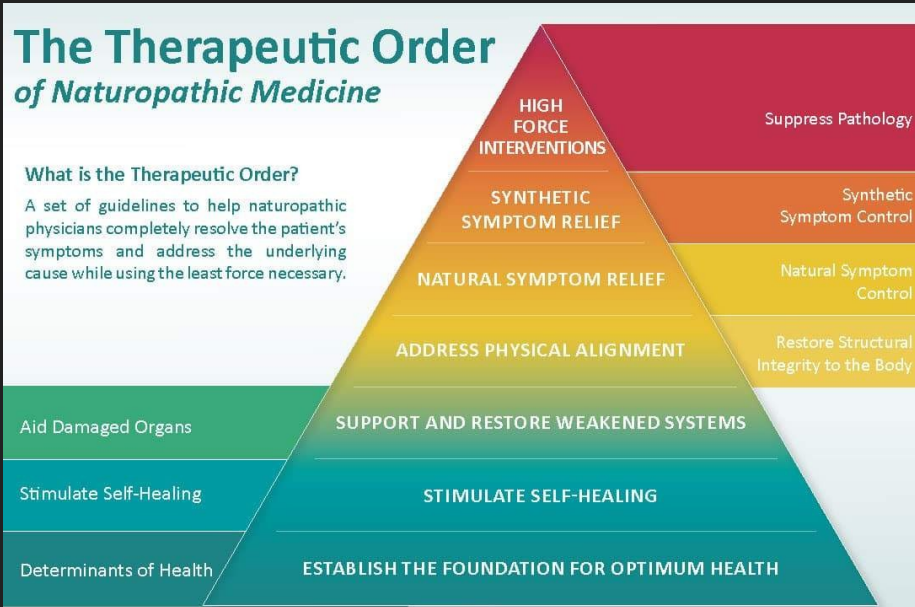 The Therapeutic Order
of Naturopathic Medicine
What is the Therapeutic Order?
A set of guidelines to help naturopathic
physicians completely resolve the patient's
symptoms and address the underlying
cause while using the least force necessary.
HIGH
FORCE
INTERVENTIONS
Suppress Pathology
SYNTHETIC
SYMPTOM RELIEF
Synthetic
Symptom Control
NATURAL SYMPTOM RELIEF
Natural Symptom
Control
ADDRESS PHYSICAL ALIGNMENT
Restore Structural
Integrity to the Body
Aid Damaged Organs
SUPPORT AND RESTORE WEAKENED SYSTEMS
Stimulate Self-Healing
STIMULATE SELF-HEALING
Determinants of Health
ESTABLISH THE FOUNDATION FOR OPTIMUM HEALTH